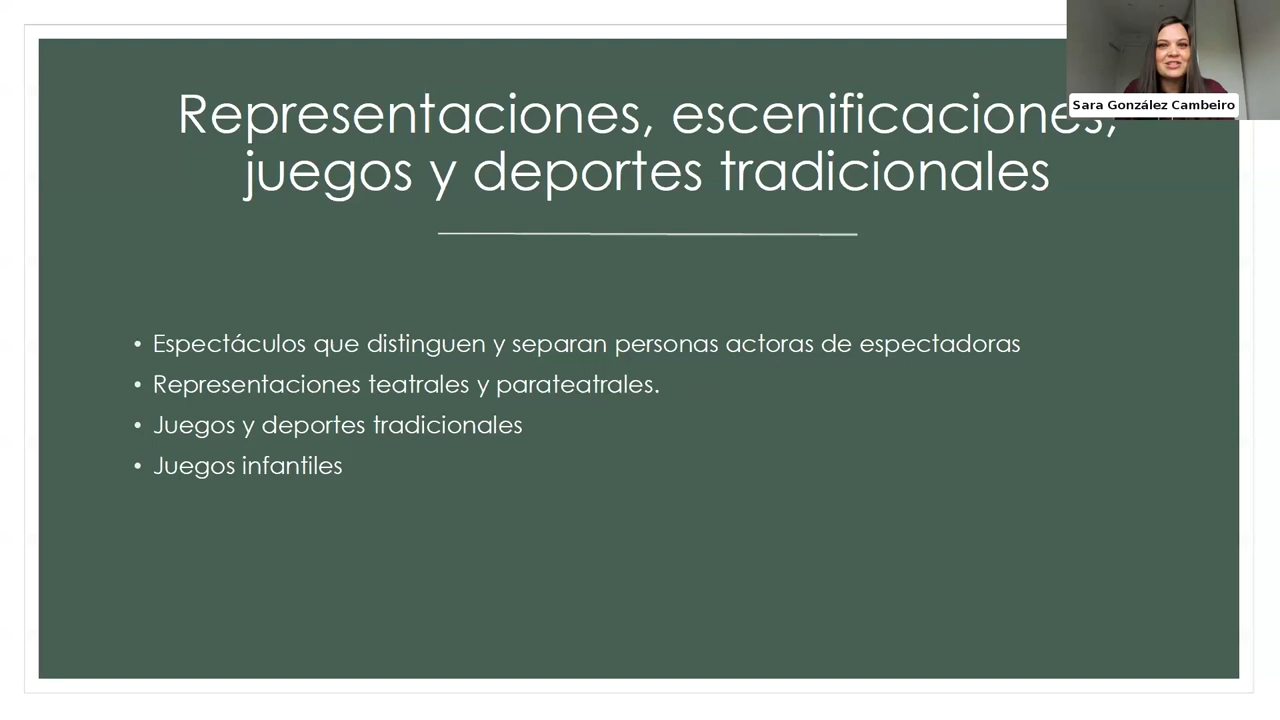 Representaciones, escenificaciones,
juegos y deportes tradicionales
Sara González Cambeiro
• Espectáculos que distinguen y separan personas actoras de espectadoras
• Representaciones teatrales y parateatrales.
• Juegos y deportes tradicionales
• Juegos infantiles